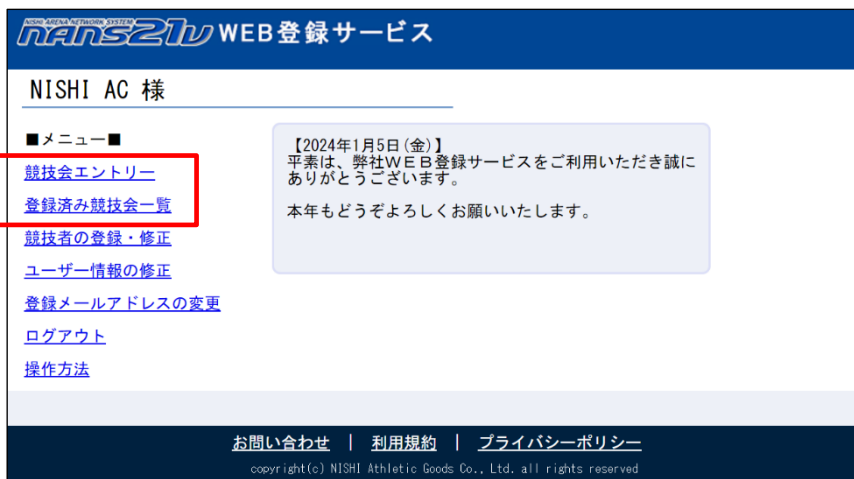 NISHI ARENA NETWORK SYSTEM
nans21v WEB登録サービス
NISHI AC 様
■メニュー■
競技会エントリー
登録済み競技会一覧
競技者の登録・修正
ユーザー情報の修正
登録メールアドレスの変更
ログアウト
操作方法
【2024年1月5日(金)】
平素は、弊社WEB登録サービスをご利用いただき誠に
ありがとうございます。
本年もどうぞよろしくお願いいたします。
お問い合わせ | 利用規約 | プライバシーポリシー
copyright(c) NISHI Athletic Goods Co., Ltd. all rights reserved